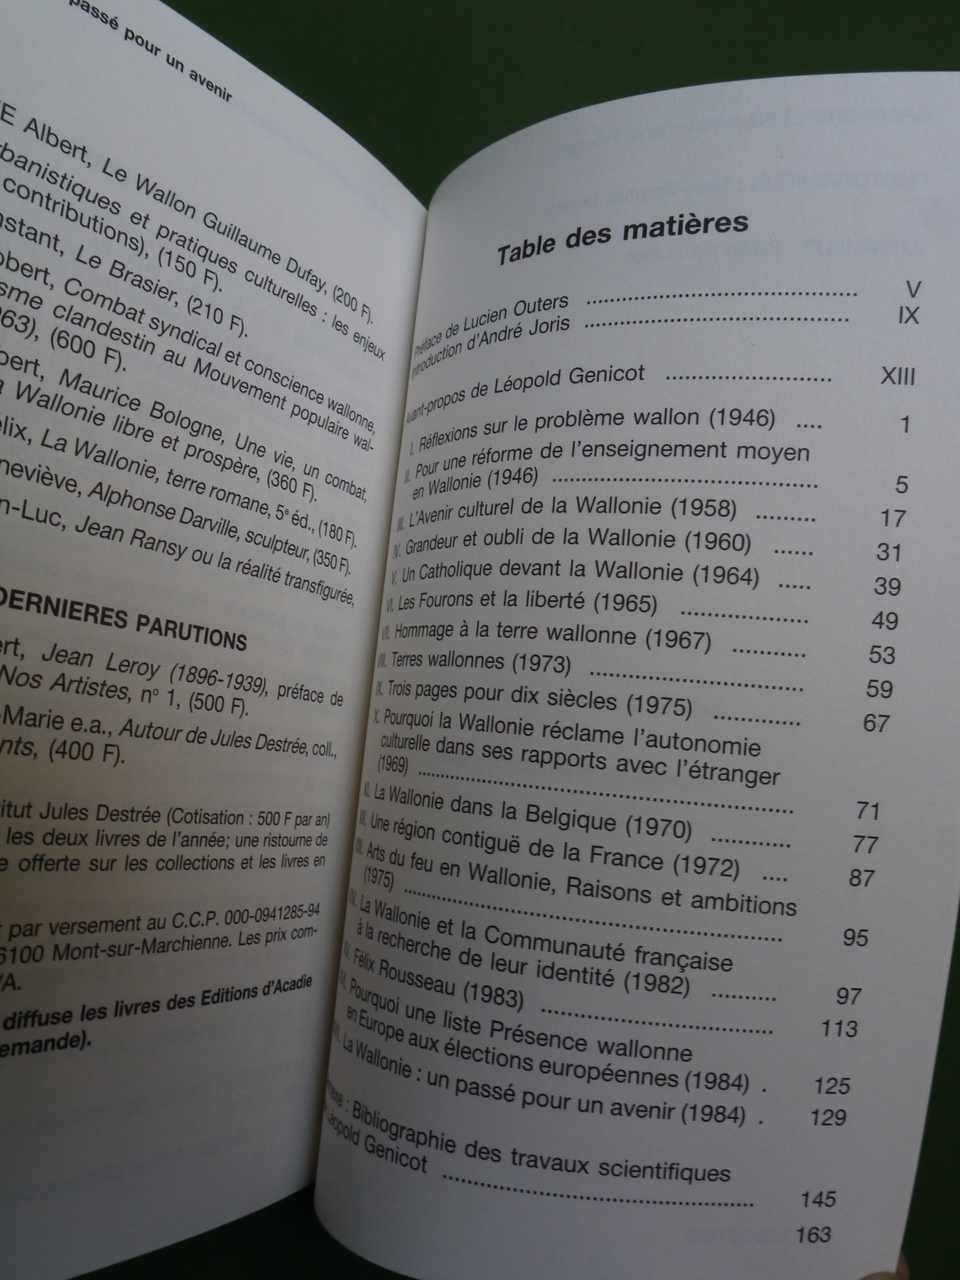 passé pour un avenir
E Albert, Le Wallon Guillaume Dufay, (200 F).
urbanistiques et pratiques culturelles : les enjeux
contributions), (150 F).
nstant, Le Brasier, (210 F).
obert, Combat syndical et conscience wallonne,
isme clandestin au Mouvement populaire wal-
963), (600 F).
bert, Maurice Bologne, Une vie, un combat,
a Wallonie libre et prospère, (360 F).
élix, La Wallonie, terre romane, 5e éd., (180 F).
neviève, Alphonse Darville, sculpteur, (350 F).
n-Luc, Jean Ransy ou la réalité transfigurée,
DERNIERES PARUTIONS
ert, Jean Leroy (1896-1939), préface de
Nos Artistes, n° 1, (500 F).
-Marie e.a., Autour de Jules Destrée, coll.,
nts, (400 F).
titut Jules Destrée (Cotisation : 500 F par an)
les deux livres de l'année; une ristourne de
e offerte sur les collections et les livres en
par versement au C.C.P. 000-0941285-94
6100 Mont-sur-Marchienne. Les prix com-
VA.
diffuse les livres des Editions d'Acadie
emande).
Table des matières
Préface de Lucien Outers ........ V
Introduction d'André Joris ........ IX
Avant-propos de Léopold Genicot ........ XIII
I. Réflexions sur le problème wallon (1946) .... 1
II. Pour une réforme de l'enseignement moyen
en Wallonie (1946) ........ 5
III. L'Avenir culturel de la Wallonie (1958) ......... 17
IV. Grandeur et oubli de la Wallonie (1960) ...... 31
V. Un Catholique devant la Wallonie (1964) ..... 39
VI. Les Fourons et la liberté (1965) ........ 49
VII. Hommage à la terre wallonne (1967) ........ 53
VIII. Terres wallonnes (1973) ........ 59
IX. Trois pages pour dix siècles (1975) ........ 67
X. Pourquoi la Wallonie réclame l'autonomie
culturelle dans ses rapports avec l'étranger
(1969) ........ 71
XI. La Wallonie dans la Belgique (1970) ........ 77
XII. Une région contiguë de la France (1972) .... 87
XIII. Arts du feu en Wallonie, Raisons et ambitions
(1975) ........ 95
XIV. La Wallonie et la Communauté française
à la recherche de leur identité (1982) ........ 97
XV. Félix Rousseau (1983) ........ 113
XVI. Pourquoi une liste Présence wallonne
en Europe aux élections européennes (1984) . 125
XVII. La Wallonie : un passé pour un avenir (1984) . 129
Annexe : Bibliographie des travaux scientifiques
de Léopold Genicot ........ 145
163